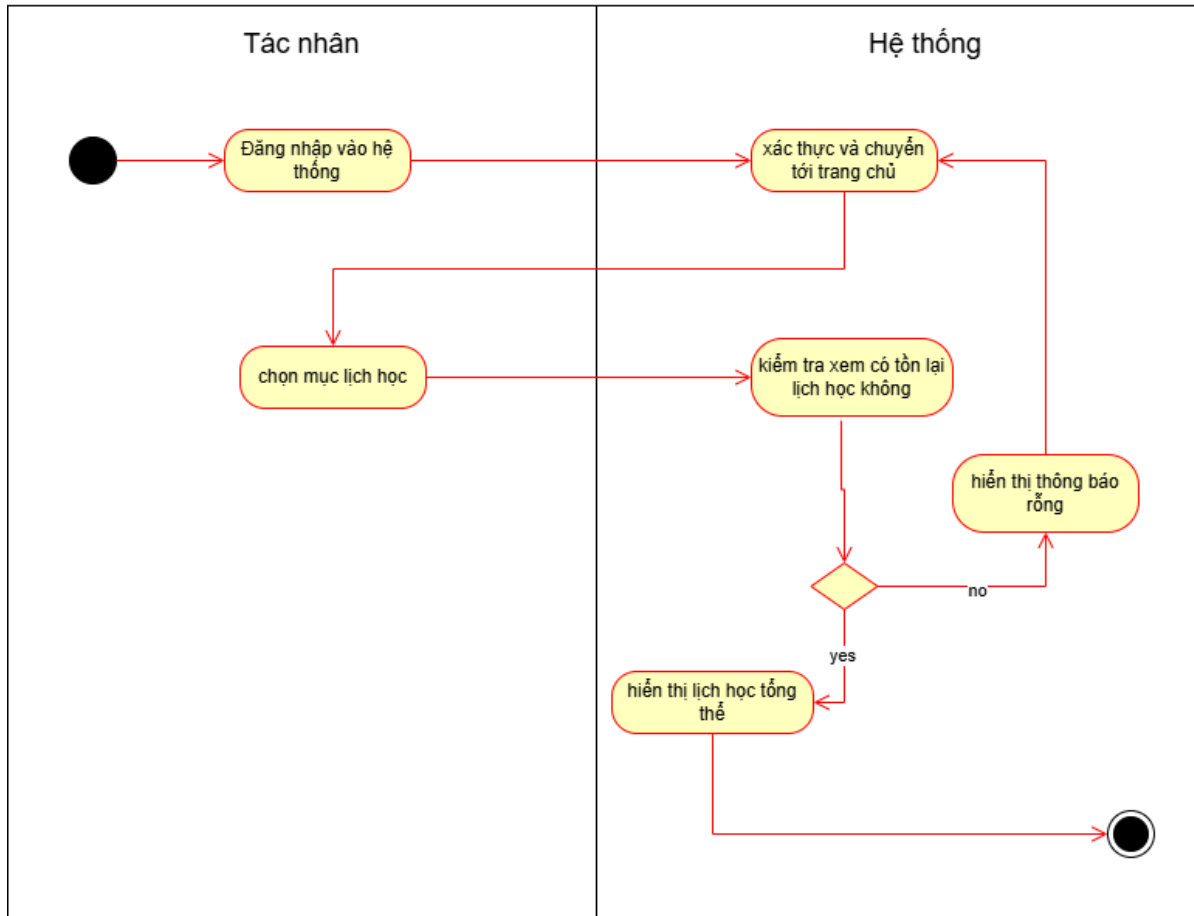 Tác nhân
Hệ thống
Đăng nhập vào hệ
thống
xác thực và chuyển
tới trang chủ
chọn mục lịch học
kiểm tra xem có tồn lại
lịch học không
hiển thị thông báo
rỗng
no
yes
hiển thị lịch học tổng
thể